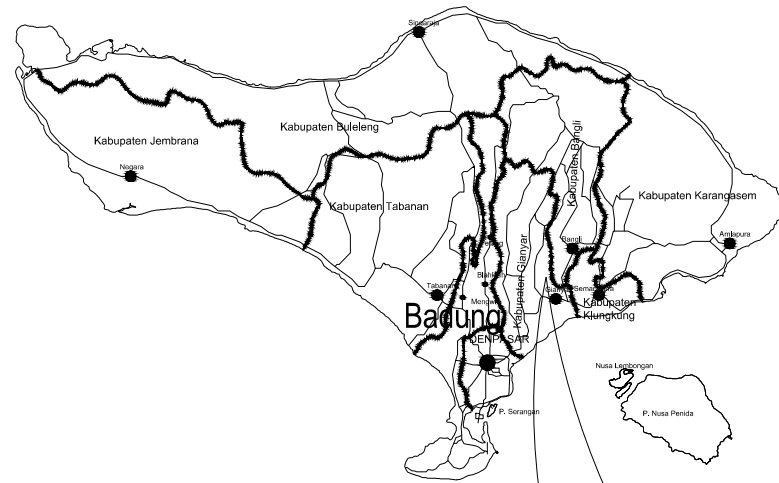 Singaraja
Kabupaten Jembrana
Kabupaten Buleleng
Kabupaten Bangli
Negara
Kabupaten Karangasem
Kabupaten Tabanan
Kabupaten Gianyar
Bangli
Amlapura
Tabanan
Badung
DENPASAR
Kabupaten
Klungkung
Nusa Lembongan
P. Serangan
P. Nusa Penida